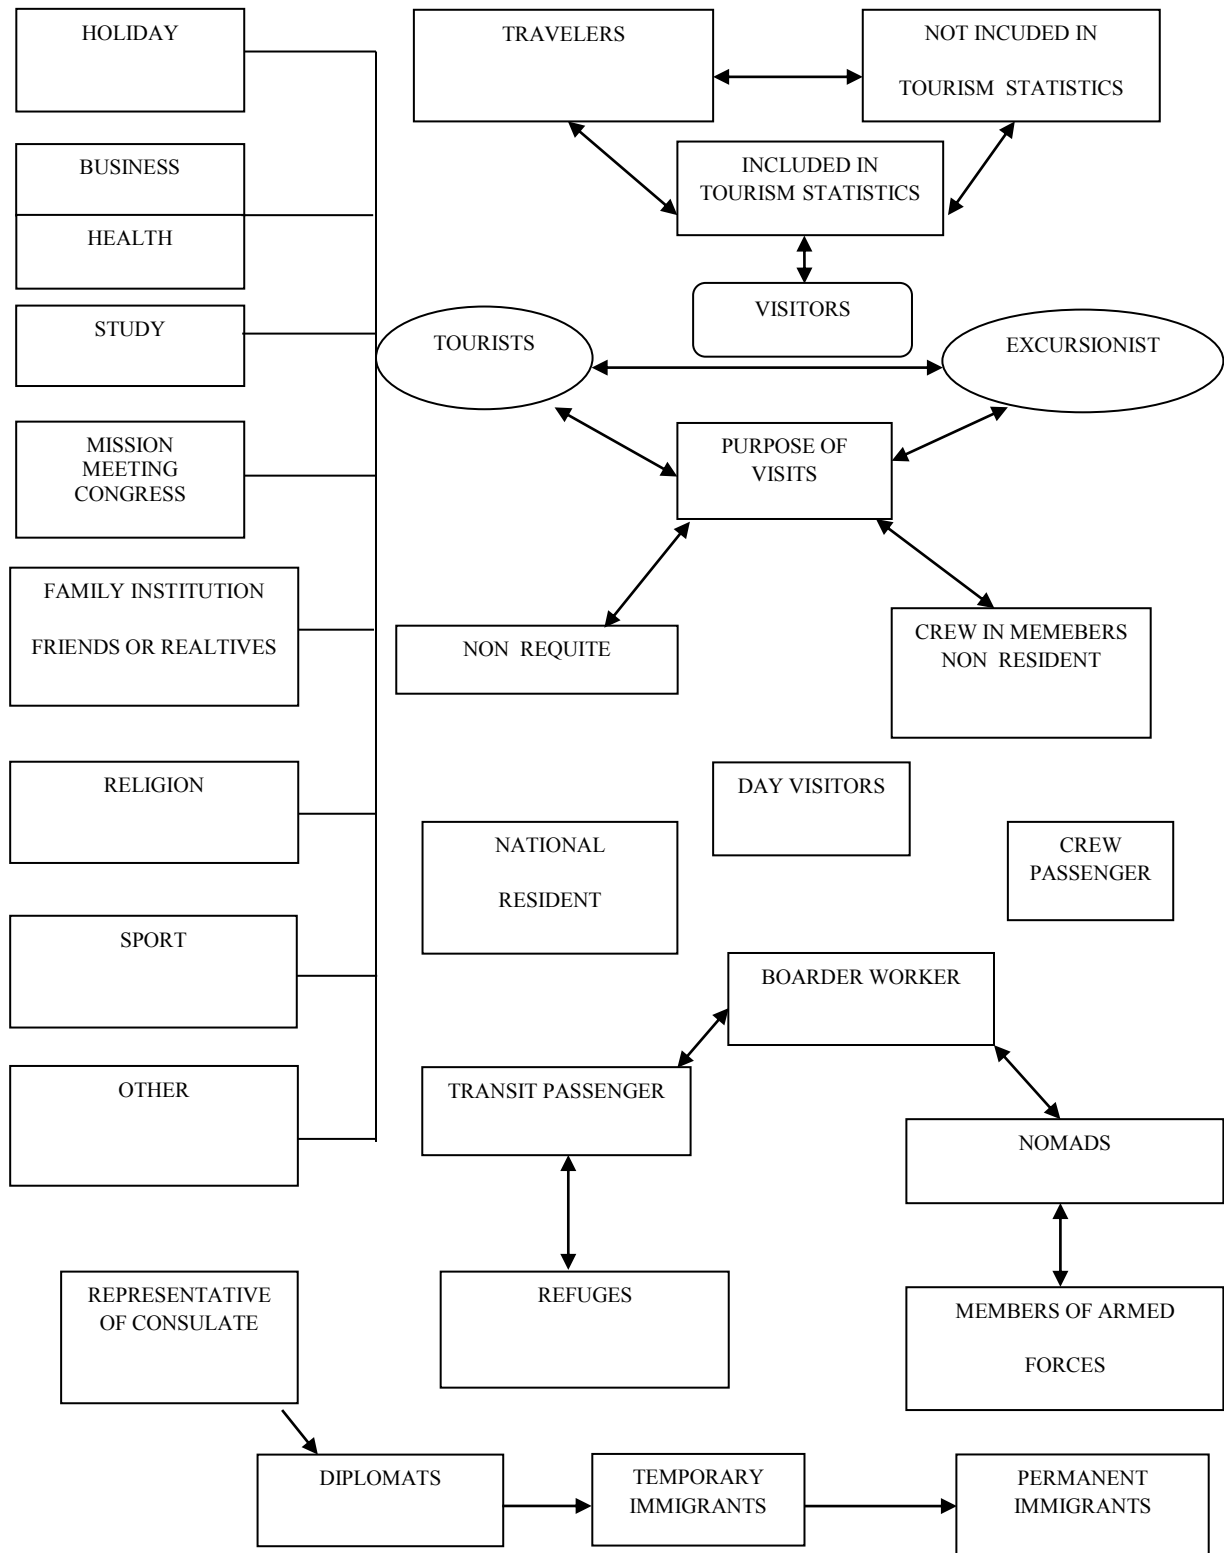 HOLIDAY
TRAVELERS
NOT INCUDED IN
TOURISM STATISTICS
BUSINESS
INCLUDED IN
TOURISM STATISTICS
HEALTH
VISITORS
STUDY
TOURISTS
EXCURSIONIST
MISSION
MEETING
CONGRESS
PURPOSE OF
VISITS
FAMILY INSTITUTION
FRIENDS OR REALTIVES
NON REQUITE
CREW IN MEMEBERS
NON RESIDENT
RELIGION
DAY VISITORS
NATIONAL
RESIDENT
CREW
PASSENGER
SPORT
BOARDER WORKER
OTHER
TRANSIT PASSENGER
NOMADS
REPRESENTATIVE
OF CONSULATE
REFUGES
MEMBERS OF ARMED
FORCES
DIPLOMATS
TEMPORARY
IMMIGRANTS
PERMANENT
IMMIGRANTS